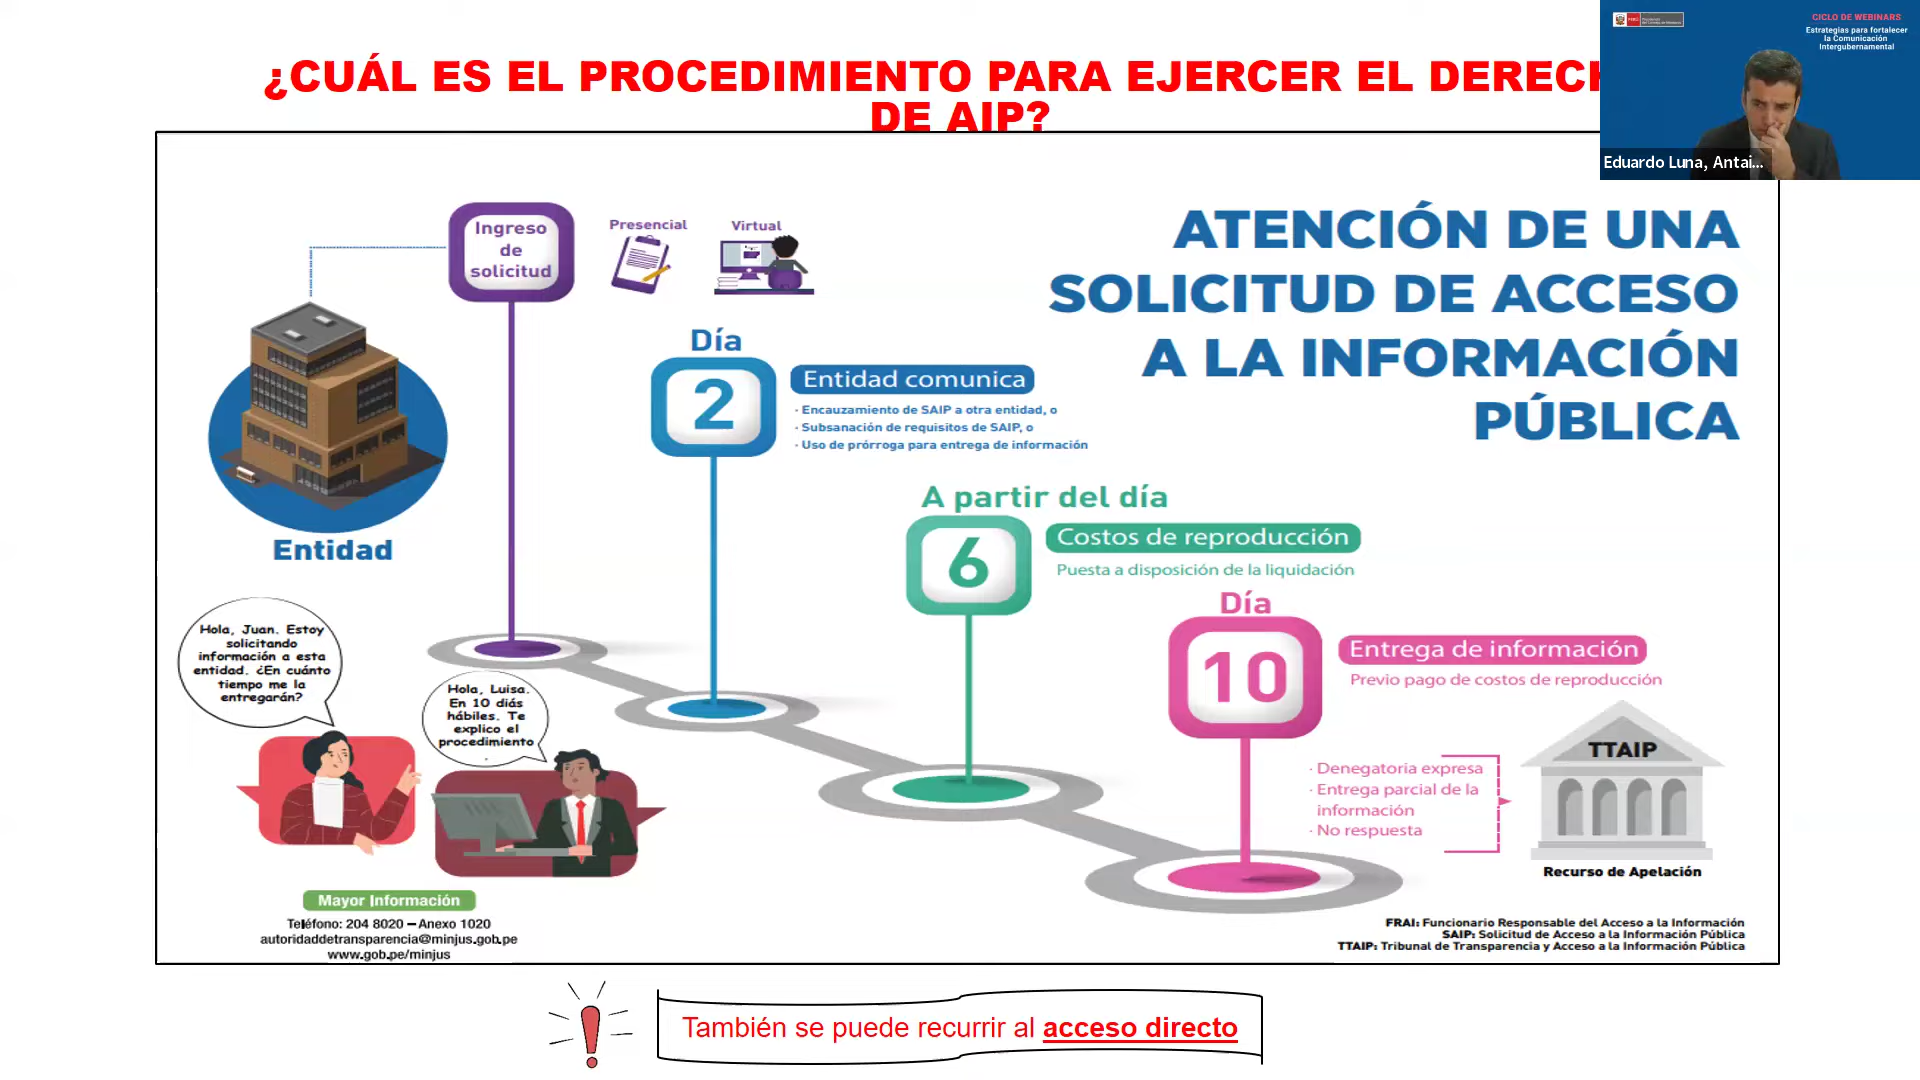 ¿CUÁL ES EL PROCEDIMIENTO PARA EJERCER EL DEREC
DE AIP?
CICLO DE WEBINARS
Estrategias para fortalecer
la Comunicación
Intergubernamental
PERÚ
Eduardo Luna, Antai...
Ingreso
de
solicitud
Presencial
Virtual
ATENCIÓN DE UNA
SOLICITUD DE ACCESO
A LA INFORMACIÓN
PÚBLICA
Entidad
Día
2
Entidad comunica
· Encauzamiento de SAIP a otra entidad, o
· Subsanación de requisitos de SAIP, o
· Uso de prórroga para entrega de información
A partir del día
6
Costos de reproducción
Puesta a disposición de la liquidación
Día
10
Entrega de información
Previo pago de costos de reproducción
· Denegatoria expresa
· Entrega parcial de la
información
· No respuesta
TTAIP
Recurso de Apelación
Hola, Juan. Estoy
solicitando
información a esta
entidad. ¿En cuánto
tiempo me la
entregarán?
Hola, Luisa.
En 10 diás
hábiles. Te
explico el
procedimiento
.
Mayor Información
Teléfono: 204 8020 – Anexo 1020
autoridaddetransparencia@minjus.gob.pe
www.gob.pe/minjus
FRAI: Funcionario Responsable del Acceso a la Información
SAIP: Solicitud de Acceso a la Información Pública
TTAIP: Tribunal de Transparencia y Acceso a la Información Pública
También se puede recurrir al acceso directo